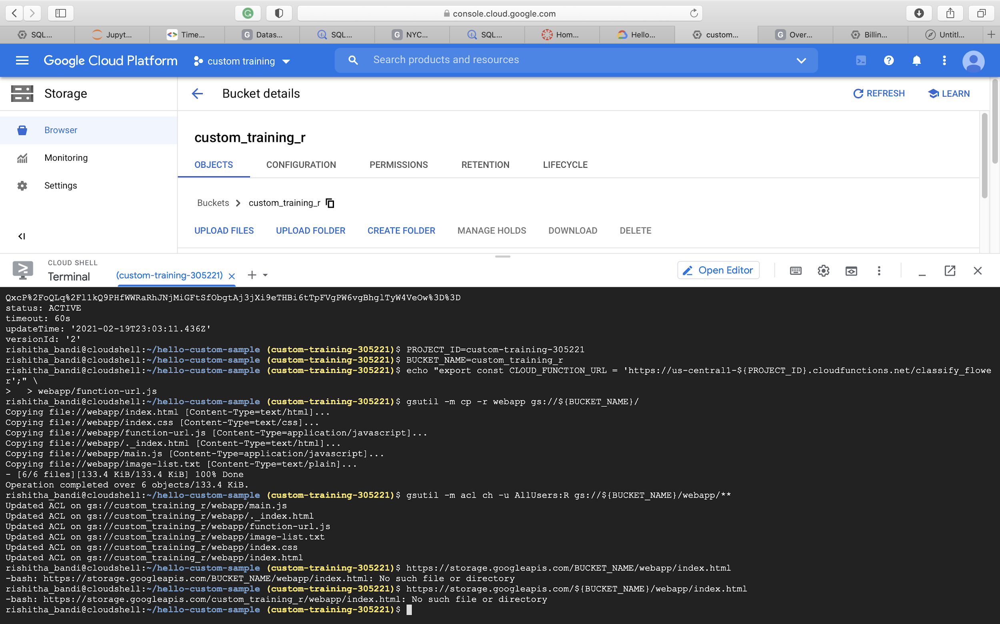 console.cloud.google.com
SQL... Jupyt... Time... G Datas... SQL... G NYC... SQL... Hom... Hello... custom... G Over... Billin... Untitl...
Google Cloud Platform custom training Search products and resources
Storage Bucket details REFRESH LEARN
Browser
Monitoring
Settings
custom_training_r
OBJECTS CONFIGURATION PERMISSIONS RETENTION LIFECYCLE
Buckets > custom_training_r
UPLOAD FILES UPLOAD FOLDER CREATE FOLDER MANAGE HOLDS DOWNLOAD DELETE
CLOUD SHELL
Terminal (custom-training-305221) Open Editor
QxcP%2FoQLq%2Fl1kQ9PHfWWRaRhJNjMiGFtSfObgtAj3jXi9eTHBi6tTpFVgPW6vgBhglTyW4VeOw%3D%3D
status: ACTIVE
timeout: 60s
updateTime: '2021-02-19T23:03:11.436Z'
versionId: '2'
rishitha_bandi@cloudshell:~/hello-custom-sample (custom-training-305221)$ PROJECT_ID=custom-training-305221
rishitha_bandi@cloudshell:~/hello-custom-sample (custom-training-305221)$ BUCKET_NAME=custom_training_r
rishitha_bandi@cloudshell:~/hello-custom-sample (custom-training-305221)$ echo "export const CLOUD_FUNCTION_URL = 'https://us-central1-${PROJECT_ID}.cloudfunctions.net/classify_flowe
r';" \
>   > webapp/function-url.js
rishitha_bandi@cloudshell:~/hello-custom-sample (custom-training-305221)$ gsutil -m cp -r webapp gs://${BUCKET_NAME}/
Copying file://webapp/index.html [Content-Type=text/html]...
Copying file://webapp/index.css [Content-Type=text/css]...
Copying file://webapp/function-url.js [Content-Type=application/javascript]...
Copying file://webapp/._index.html [Content-Type=text/html]...
Copying file://webapp/main.js [Content-Type=application/javascript]...
Copying file://webapp/image-list.txt [Content-Type=text/plain]...
- [6/6 files][133.4 KiB/133.4 KiB] 100% Done
Operation completed over 6 objects/133.4 KiB.
rishitha_bandi@cloudshell:~/hello-custom-sample (custom-training-305221)$ gsutil -m acl ch -u AllUsers:R gs://${BUCKET_NAME}/webapp/**
Updated ACL on gs://custom_training_r/webapp/main.js
Updated ACL on gs://custom_training_r/webapp/._index.html
Updated ACL on gs://custom_training_r/webapp/function-url.js
Updated ACL on gs://custom_training_r/webapp/image-list.txt
Updated ACL on gs://custom_training_r/webapp/index.css
Updated ACL on gs://custom_training_r/webapp/index.html
rishitha_bandi@cloudshell:~/hello-custom-sample (custom-training-305221)$ https://storage.googleapis.com/BUCKET_NAME/webapp/index.html
-bash: https://storage.googleapis.com/BUCKET_NAME/webapp/index.html: No such file or directory
rishitha_bandi@cloudshell:~/hello-custom-sample (custom-training-305221)$ https://storage.googleapis.com/${BUCKET_NAME}/webapp/index.html
-bash: https://storage.googleapis.com/custom_training_r/webapp/index.html: No such file or directory
rishitha_bandi@cloudshell:~/hello-custom-sample (custom-training-305221)$